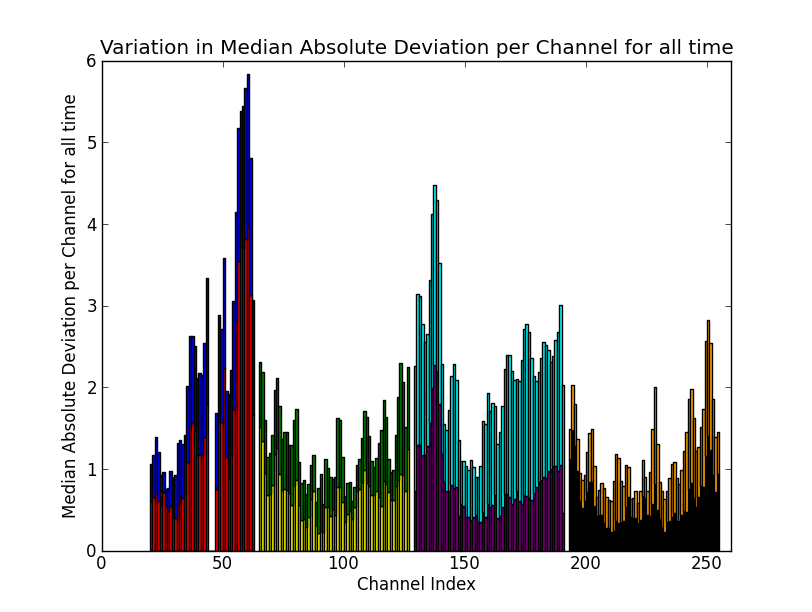 Variation in Median Absolute Deviation per Channel for all time
Median Absolute Deviation per Channel for all time
6
5
4
3
2
1
0
0 50 100 150 200 250
Channel Index